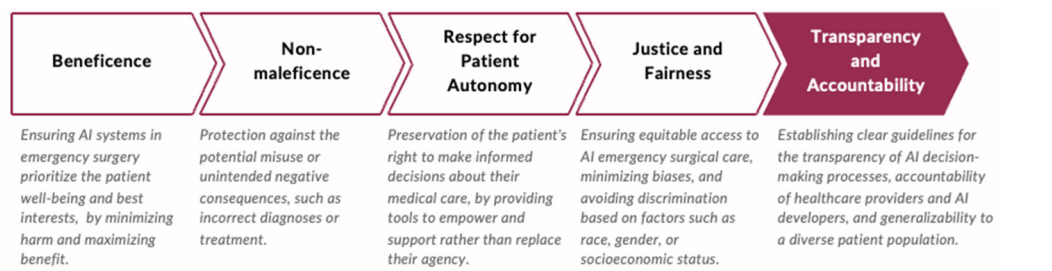 Beneficence
Non-
maleficence
Respect for
Patient
Autonomy
Justice and
Fairness
Transparency
and
Accountability
Ensuring AI systems in
emergency surgery
prioritize the patient
well-being and best
interests, by minimizing
harm and maximizing
benefit.
Protection against the
potential misuse or
unintended negative
consequences, such as
incorrect diagnoses or
treatment.
Preservation of the patient's
right to make informed
decisions about their
medical care, by providing
tools to empower and
support rather than replace
their agency.
Ensuring equitable access to
AI emergency surgical care,
minimizing biases, and
avoiding discrimination
based on factors such as
race, gender, or
socioeconomic status.
Establishing clear guidelines for
the transparency of AI decision-
making processes, accountability
of healthcare providers and AI
developers, and generalizability to
a diverse patient population.